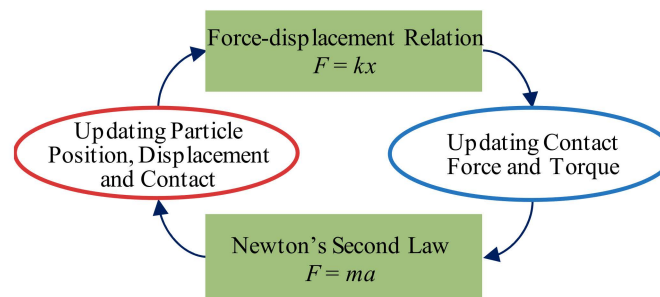 Force-displacement Relation
F = kx
Updating Particle
Position, Displacement
and Contact
Updating Contact
Force and Torque
Newton's Second Law
F = ma